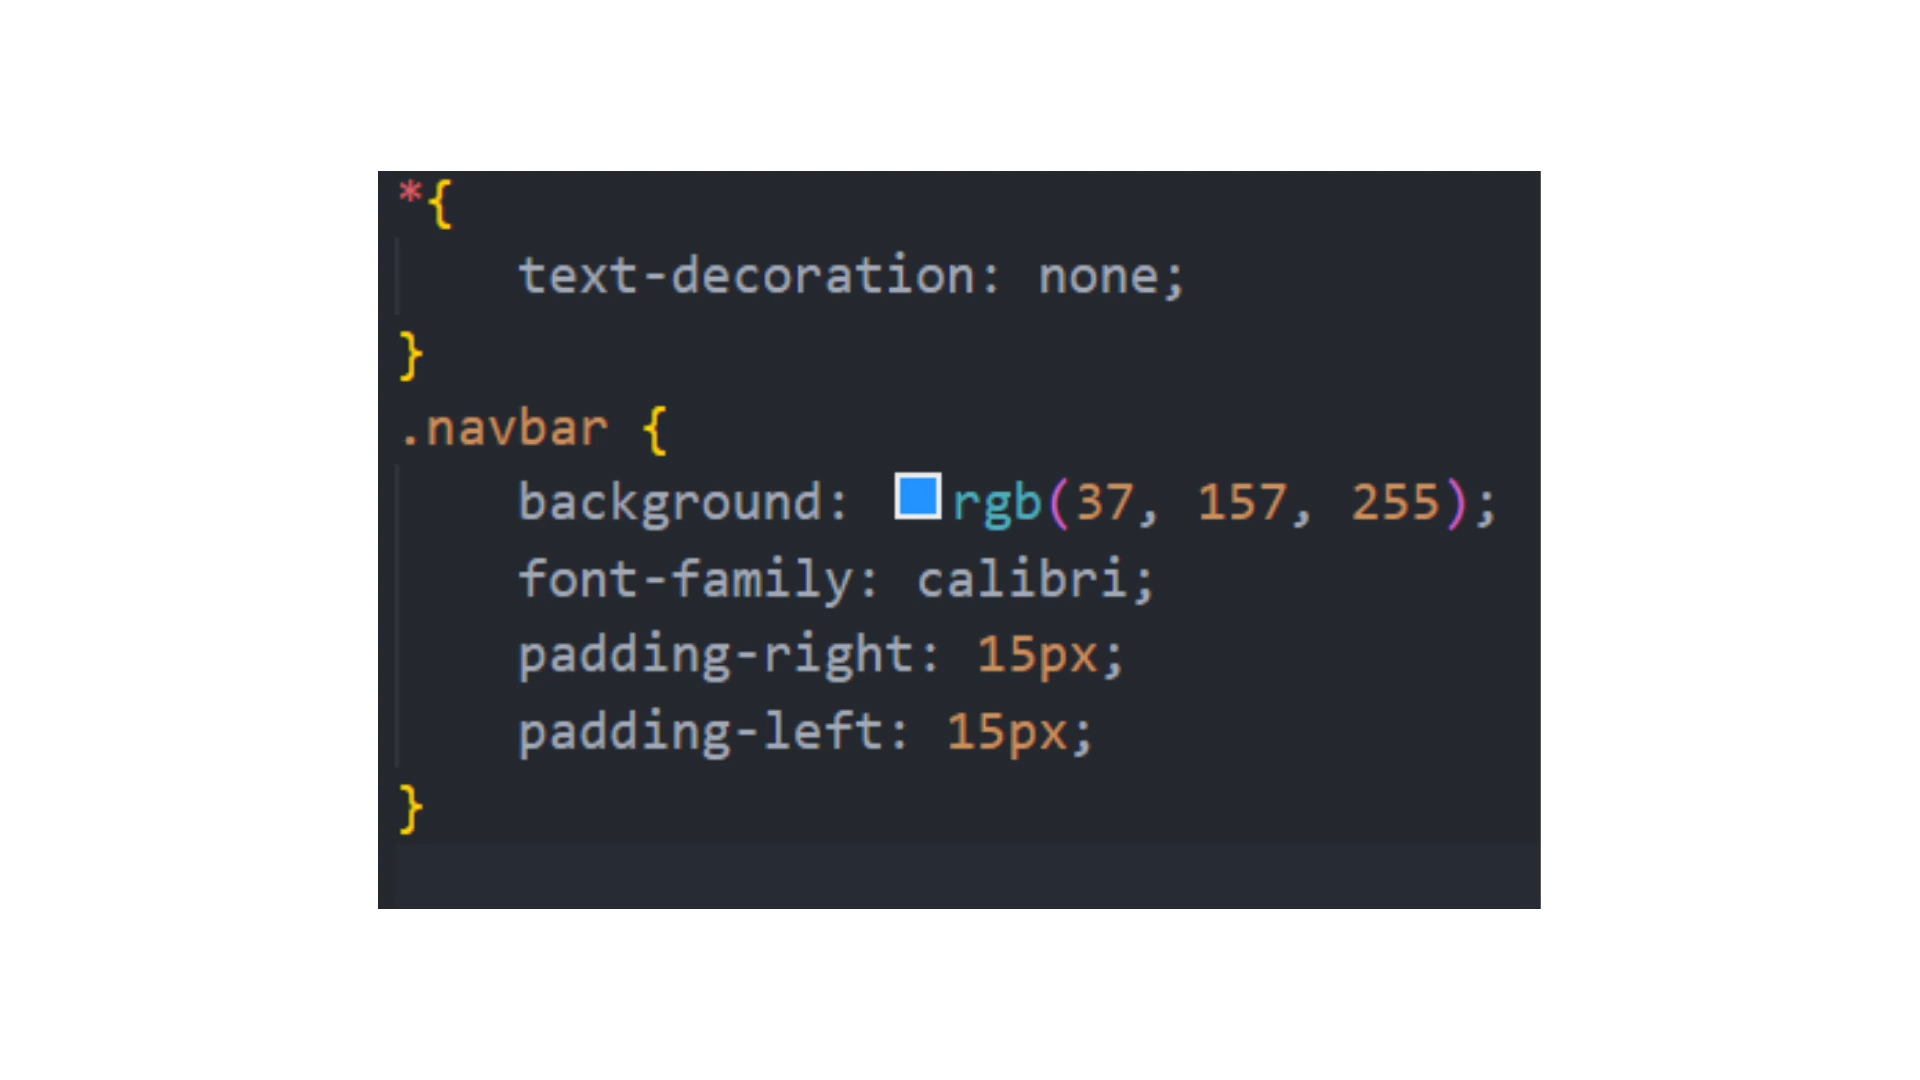 *{
    text-decoration: none;
}
.navbar {
    background: rgb(37, 157, 255);
    font-family: calibri;
    padding-right: 15px;
    padding-left: 15px;
}